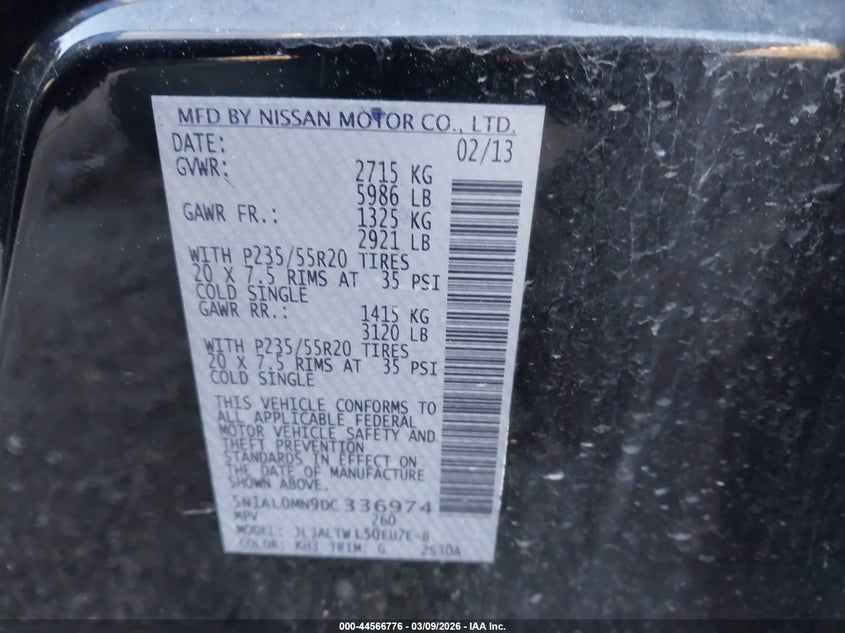 MFD BY NISSAN MOTOR CO., LTD.
DATE: 02/13
GVWR: 2715 KG
5986 LB
GAWR FR.: 1325 KG
2921 LB
WITH P235/55R20 TIRES
20 X 7.5 RIMS AT 35 PSI
COLD SINGLE
GAWR RR.: 1415 KG
3120 LB
WITH P235/55R20 TIRES
20 X 7.5 RIMS AT 35 PSI
COLD SINGLE
THIS VEHICLE CONFORMS TO
ALL APPLICABLE FEDERAL
MOTOR VEHICLE SAFETY AND
THEFT PREVENTION
STANDARDS IN EFFECT ON
THE DATE OF MANUFACTURE
SHOWN ABOVE.
5N1AL0MN9DC336974
MPV 260
MODEL:
COLOR: KH3 TRIM: G 2S3DA
000-44566776 — 03/09/2026 — IAA Inc.